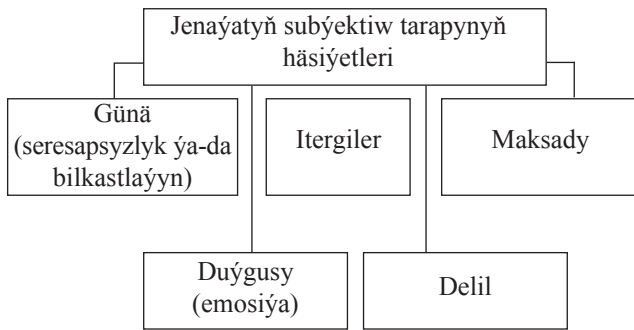 Jenaýatyň subýektiw tarapynyň
häsiýetleri
Günä
(seresapsyzlyk ýa-da
bilkastlaýyn)
Itergiler
Maksady
Duýgusy
(emosiýa)
Delil